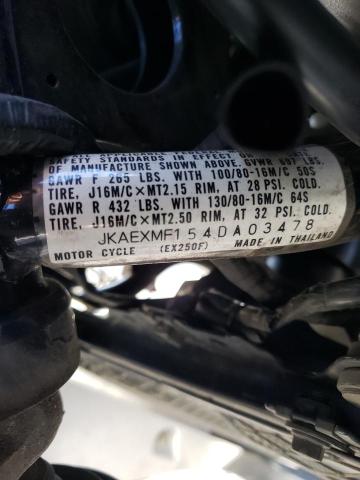 SAFETY STANDARDS IN EFFECT ON
OF MANUFACTURE SHOWN ABOVE. GVWR 697 LBS.
GAWR F 265 LBS. WITH 100/80-16M/C 50S
TIRE, J16M/C×MT2.15 RIM, AT 28 PSI. COLD.
GAWR R 432 LBS. WITH 130/80-16M/C 64S
TIRE, J16M/C×MT2.50 RIM, AT 32 PSI. COLD.
JKAEXMF154DA03478
MOTOR CYCLE (EX250F) MADE IN THAILAND